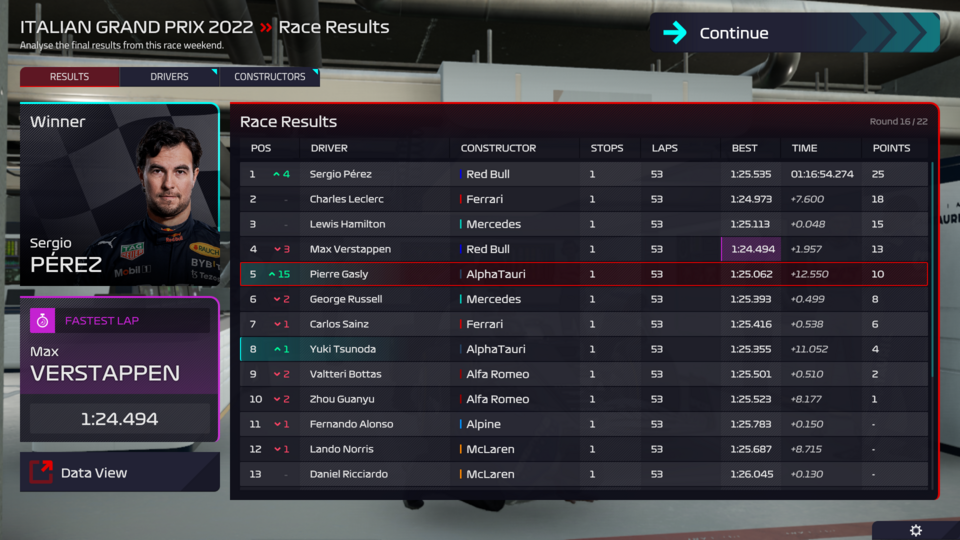 ITALIAN GRAND PRIX 2022 » Race Results
Analyse the final results from this race weekend.
Continue
RESULTS DRIVERS CONSTRUCTORS
Winner
Sergio
PÉREZ
TAG
Mobil 1
FASTEST LAP
Max
VERSTAPPEN
1:24.494
Data View
Race Results
Round 16 / 22
POS DRIVER CONSTRUCTOR STOPS LAPS BEST TIME POINTS
1 4 Sergio Pérez Red Bull 1 53 1:25.535 01:16:54.274 25
2 - Charles Leclerc Ferrari 1 53 1:24.973 +7.600 18
3 - Lewis Hamilton Mercedes 1 53 1:25.113 +0.048 15
4 3 Max Verstappen Red Bull 1 53 1:24.494 +1.957 13
5 15 Pierre Gasly AlphaTauri 1 53 1:25.062 +12.550 10
6 2 George Russell Mercedes 1 53 1:25.393 +0.499 8
7 1 Carlos Sainz Ferrari 1 53 1:25.416 +0.538 6
8 1 Yuki Tsunoda AlphaTauri 1 53 1:25.355 +11.052 4
9 2 Valtteri Bottas Alfa Romeo 1 53 1:25.501 +0.510 2
10 2 Zhou Guanyu Alfa Romeo 1 53 1:25.523 +8.177 1
11 1 Fernando Alonso Alpine 1 53 1:25.783 +0.150 -
12 1 Lando Norris McLaren 1 53 1:25.687 +8.715 -
13 - Daniel Ricciardo McLaren 1 53 1:26.045 +0.130 -